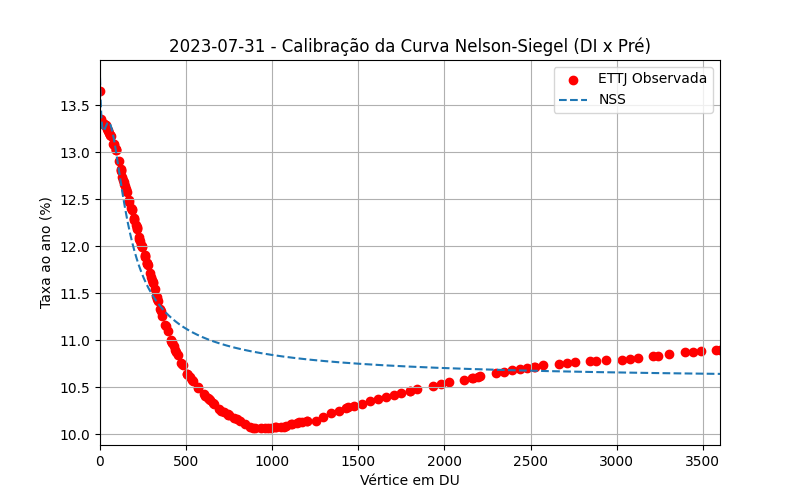 2023-07-31 - Calibração da Curva Nelson-Siegel (DI x Pré)
ETTJ Observada
NSS
Taxa ao ano (%)
13.5
13.0
12.5
12.0
11.5
11.0
10.5
10.0
0 500 1000 1500 2000 2500 3000 3500
Vértice em DU